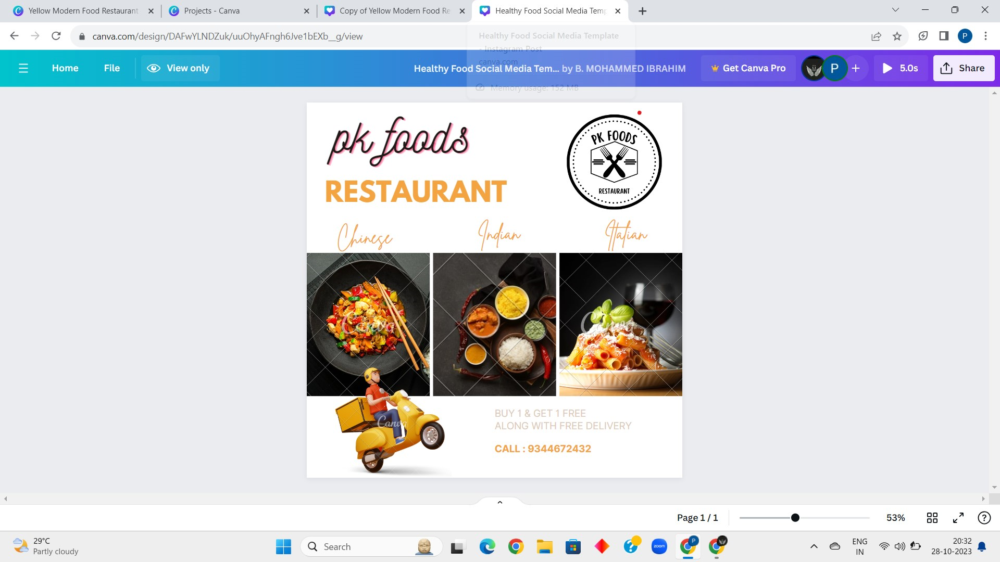 Yellow Modern Food Restaurant
Projects - Canva
Copy of Yellow Modern Food Re
Healthy Food Social Media Temp
canva.com/design/DAFwYLNDZuk/uuOhyAFngh6Jve1bEXb__g/view
Healthy Food Social Media Template
- Instagram Post
canva.com
Memory usage: 152 MB
P
Home
File
View only
Healthy Food Social Media Tem... by B. MOHAMMED IBRAHIM
Get Canva Pro
P
5.0s
Share
pk foods
RESTAURANT
PK FOODS
RESTAURANT
Chinese
Indian
Italian
Canva
Canva
Canva
BUY 1 & GET 1 FREE
ALONG WITH FREE DELIVERY
CALL : 9344672432
Page 1 / 1
53%
29°C
Partly cloudy
Search
zoom
P
ENG
IN
20:32
28-10-2023